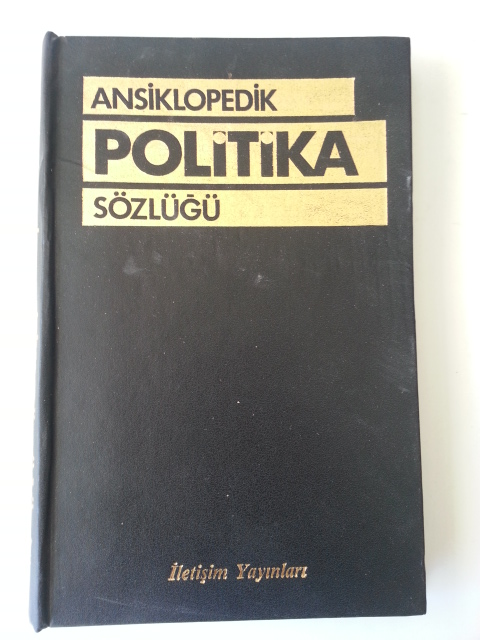 ANSİKLOPEDİK
POLİTİKA
SÖZLÜĞÜ
İletişim Yayınları